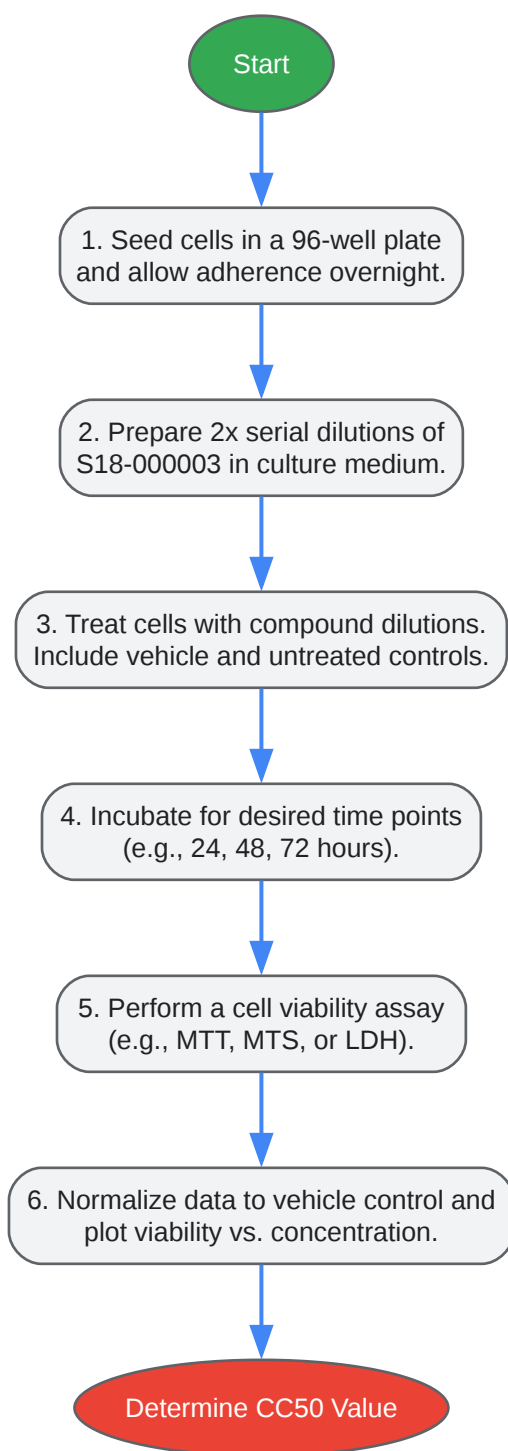 Start
1. Seed cells in a 96-well plate
and allow adherence overnight.
2. Prepare 2x serial dilutions of
S18-000003 in culture medium.
3. Treat cells with compound dilutions.
Include vehicle and untreated controls.
4. Incubate for desired time points
(e.g., 24, 48, 72 hours).
5. Perform a cell viability assay
(e.g., MTT, MTS, or LDH).
6. Normalize data to vehicle control and
plot viability vs. concentration.
Determine CC50 Value